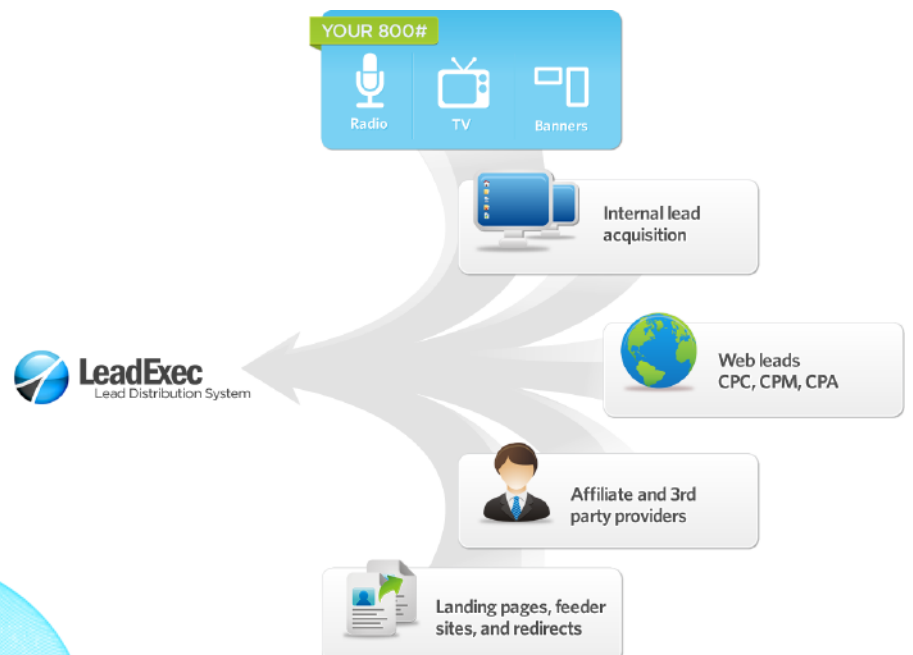 YOUR 800#
Radio
TV
Banners
Internal lead
acquisition
Web leads
CPC, CPM, CPA
LeadExec
Lead Distribution System
Affiliate and 3rd
party providers
Landing pages, feeder
sites, and redirects